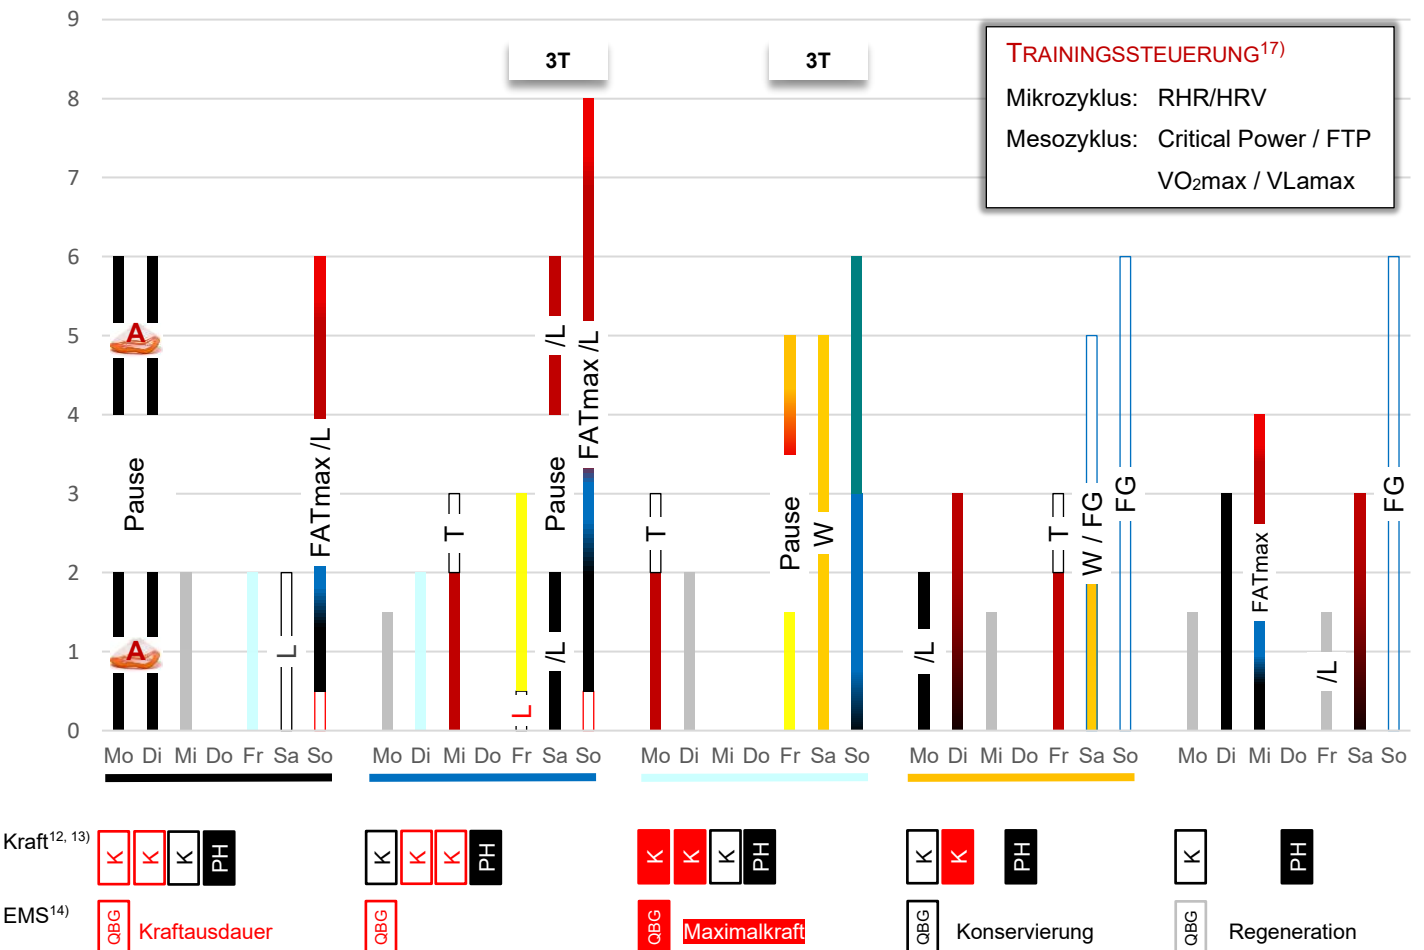 9
3T
3T
TRAININGSSTEUERUNG17)
Mikrozyklus: RHR/HRV
Mesozyklus: Critical Power / FTP
VO2max / VLamax
8
7
6
5
4
3
2
1
0
A
A
Pause
L
FATmax /L
T
L
/L
Pause
/L
FATmax /L
T
Pause
W
/L
T
W / FG
FG
FATmax
/L
FG
Mo Di Mi Do Fr Sa So
Mo Di Mi Do Fr Sa So
Mo Di Mi Do Fr Sa So
Mo Di Mi Do Fr Sa So
Mo Di Mi Do Fr Sa So
Kraft12, 13)
K K K PH
K K K PH
K K K PH
K K PH
K PH
EMS14)
QBG Kraftausdauer
QBG
QBG Maximalkraft
QBG Konservierung
QBG Regeneration